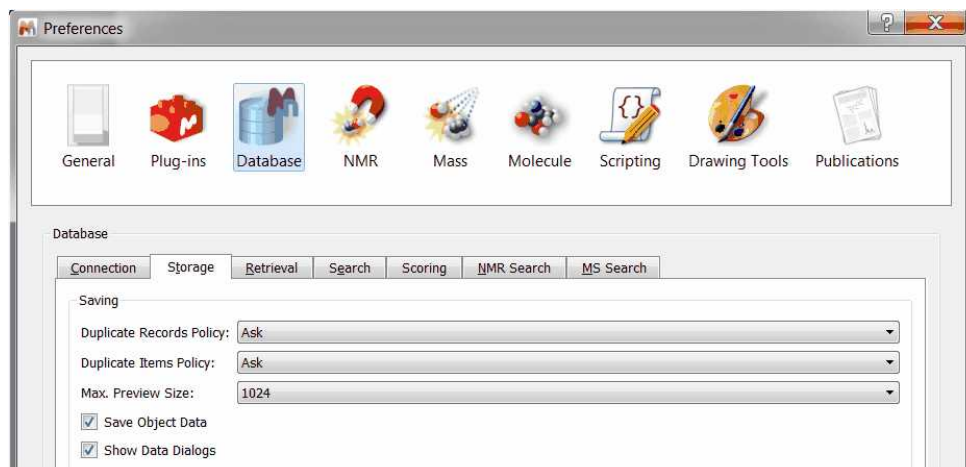 Preferences
General Plug-ins Database NMR Mass Molecule Scripting Drawing Tools Publications
Database
Connection Storage Retrieval Search Scoring NMR Search MS Search
Saving
Duplicate Records Policy: Ask
Duplicate Items Policy: Ask
Max. Preview Size: 1024
Save Object Data
Show Data Dialogs